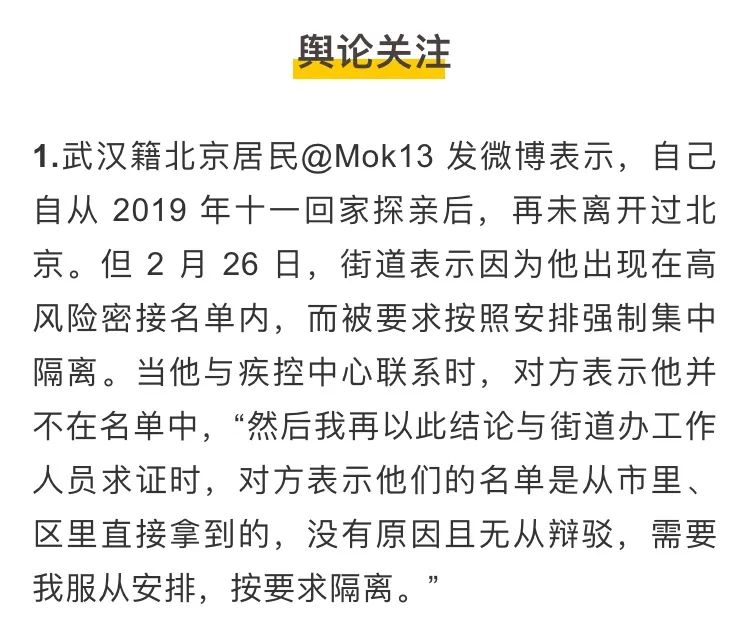 舆论关注
1.武汉籍北京居民@Mok13 发微博表示，自己
自从 2019 年十一回家探亲后，再未离开过北
京。但 2 月 26 日，街道表示因为他出现在高
风险密接名单内，而被要求按照安排强制集中
隔离。当他与疾控中心联系时，对方表示他并
不在名单中，“然后我再以此结论与街道办工作
人员求证时，对方表示他们的名单是从市里、
区里直接拿到的，没有原因且无从辩驳，需要
我服从安排，按要求隔离。”